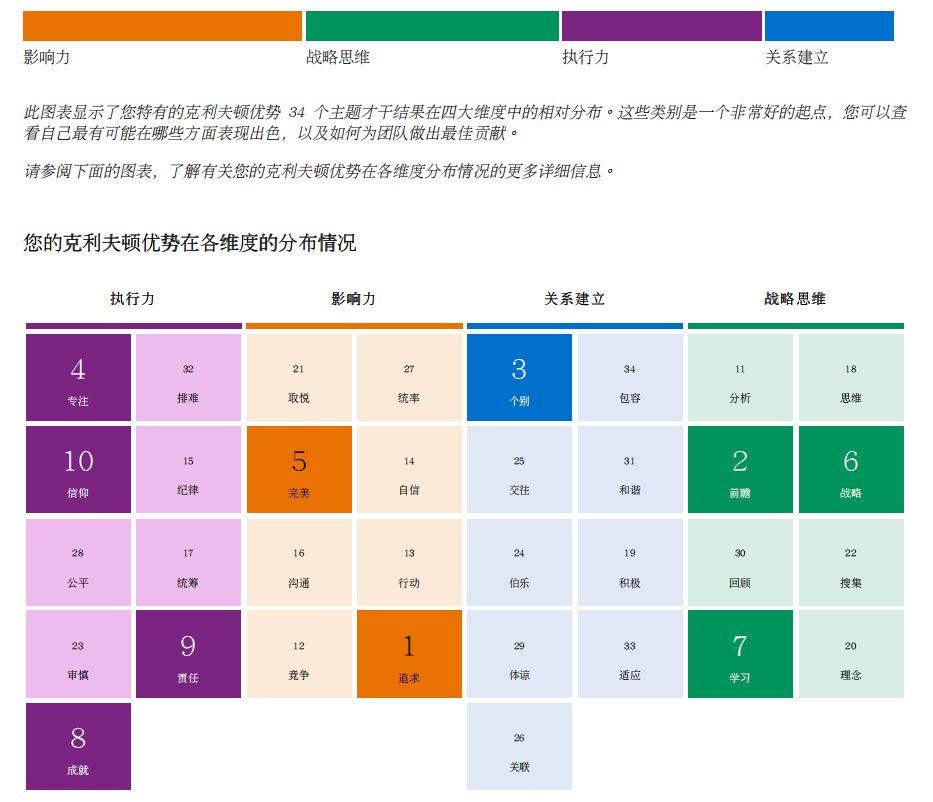 影响力 战略思维 执行力 关系建立
此图表显示了您特有的克利夫顿优势 34 个主题才干结果在四大维度中的相对分布。这些类别是一个非常好的起点，您可以查
看自己最有可能在哪些方面表现出色，以及如何为团队做出最佳贡献。
请参阅下面的图表，了解有关您的克利夫顿优势在各维度分布情况的更多详细信息。
您的克利夫顿优势在各维度的分布情况
执行力 影响力 关系建立 战略思维
4 32 21 27 3 34 11 18
专注 排难 取悦 统率 个别 包容 分析 思维
10 15 5 14 25 31 2 6
信仰 纪律 完美 自信 交往 和谐 前瞻 战略
28 17 16 13 24 19 30 22
公平 统筹 沟通 行动 伯乐 积极 回顾 搜集
23 9 12 1 29 33 7 20
审慎 责任 竞争 追求 体谅 适应 学习 理念
8 26
成就 关联